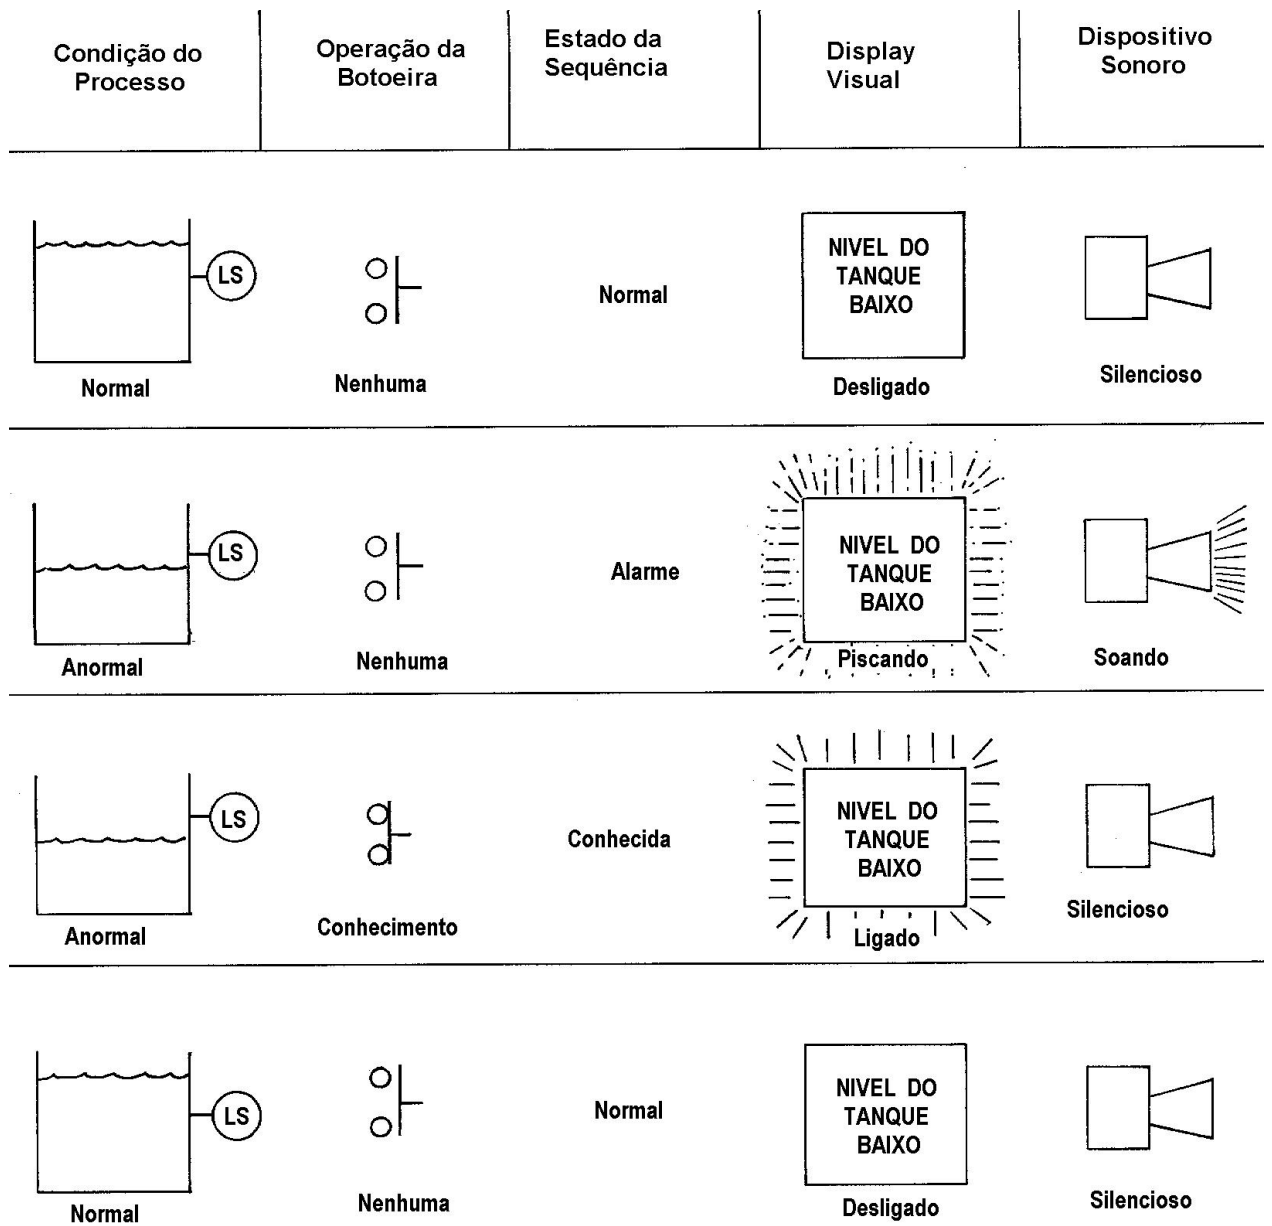 Condição do
Processo
Operação da
Botoeira
Estado da
Sequência
Display
Visual
Dispositivo
Sonoro
LS
Normal
Nenhuma
Normal
NIVEL DO
TANQUE
BAIXO
Desligado
Silencioso
LS
Anormal
Nenhuma
Alarme
NIVEL DO
TANQUE
BAIXO
Piscando
Soando
LS
Anormal
Conhecimento
Conhecida
NIVEL DO
TANQUE
BAIXO
Ligado
Silencioso
LS
Normal
Nenhuma
Normal
NIVEL DO
TANQUE
BAIXO
Desligado
Silencioso